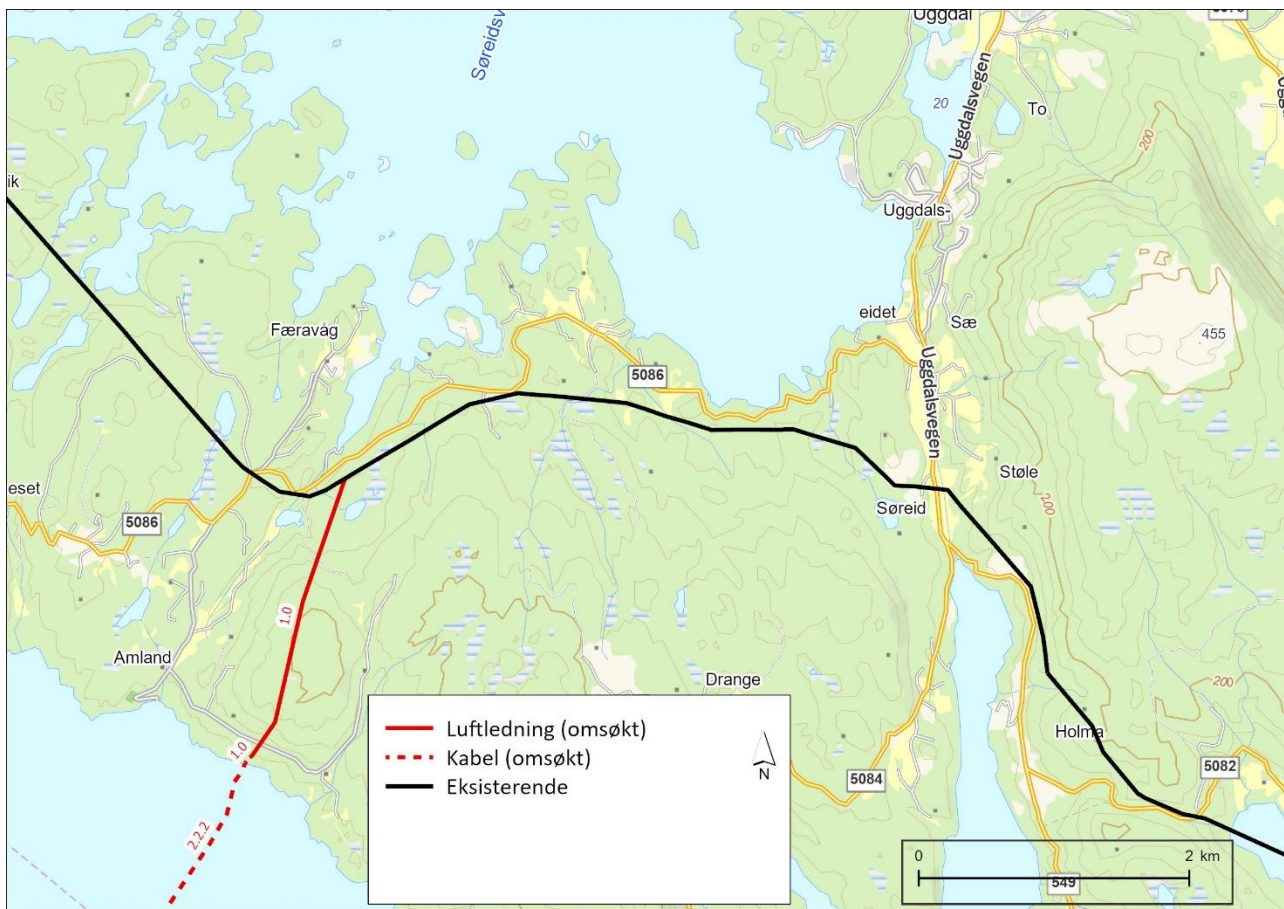 Uggdal
5078
Søreidsv
20
Uggdalsvegen
To
200
ik
Uggdals-
Færavåg
eidet
Sæ
455
5086
Uggdalsvegen
Støle
200
eset
5086
Søreid
1.0
Amland
Drange
200
Holma
1.0
5084
5082
2.2.2
Luftledning (omsøkt)
Kabel (omsøkt)
Eksisterende
N
0 2 km
549